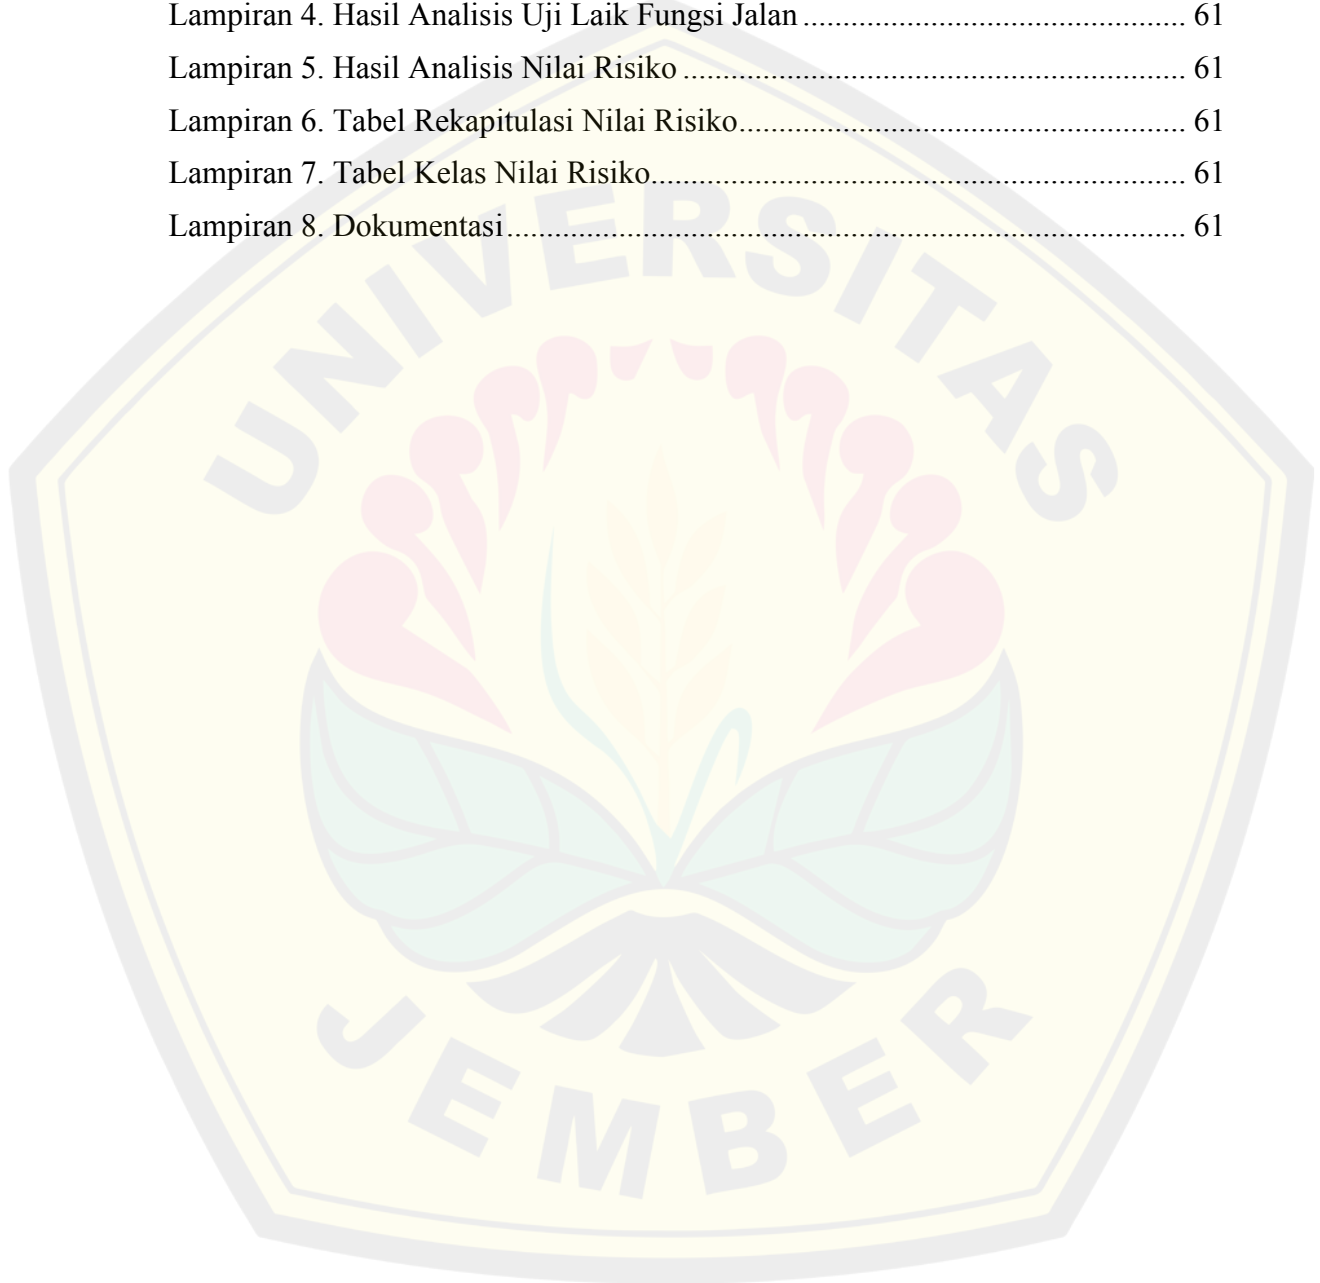 Lampiran 4. Hasil Analisis Uji Laik Fungsi Jalan ................................................ 61
Lampiran 5. Hasil Analisis Nilai Risiko ............................................................... 61
Lampiran 6. Tabel Rekapitulasi Nilai Risiko........................................................ 61
Lampiran 7. Tabel Kelas Nilai Risiko................................................................... 61
Lampiran 8. Dokumentasi..................................................................................... 61
UNIVERSITAS
JEMBER